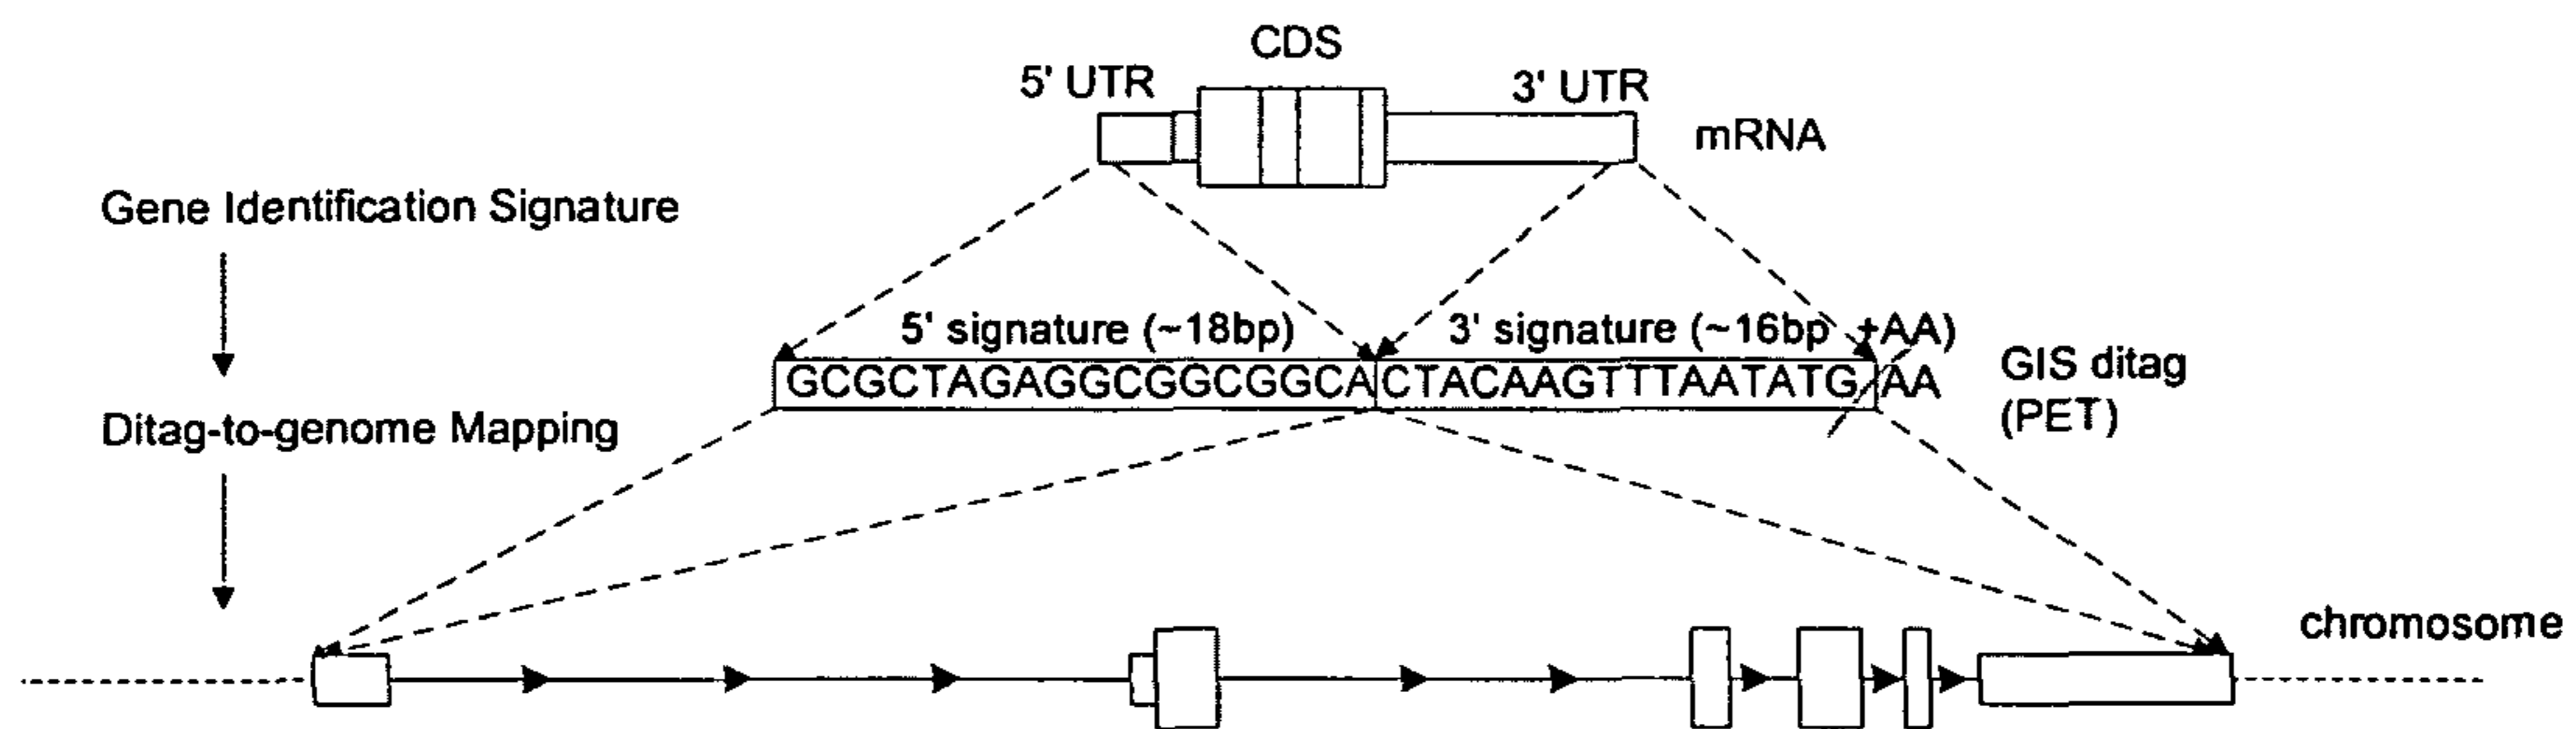 CDS
5' UTR
3' UTR
mRNA
Gene Identification Signature
5' signature (~18bp)
3' signature (~16bp +AA)
GCGCTAGAGGCGGCGGCA
CTACAAGTTTAATATG
AA
GIS ditag
(PET)
Ditag-to-genome Mapping
chromosome